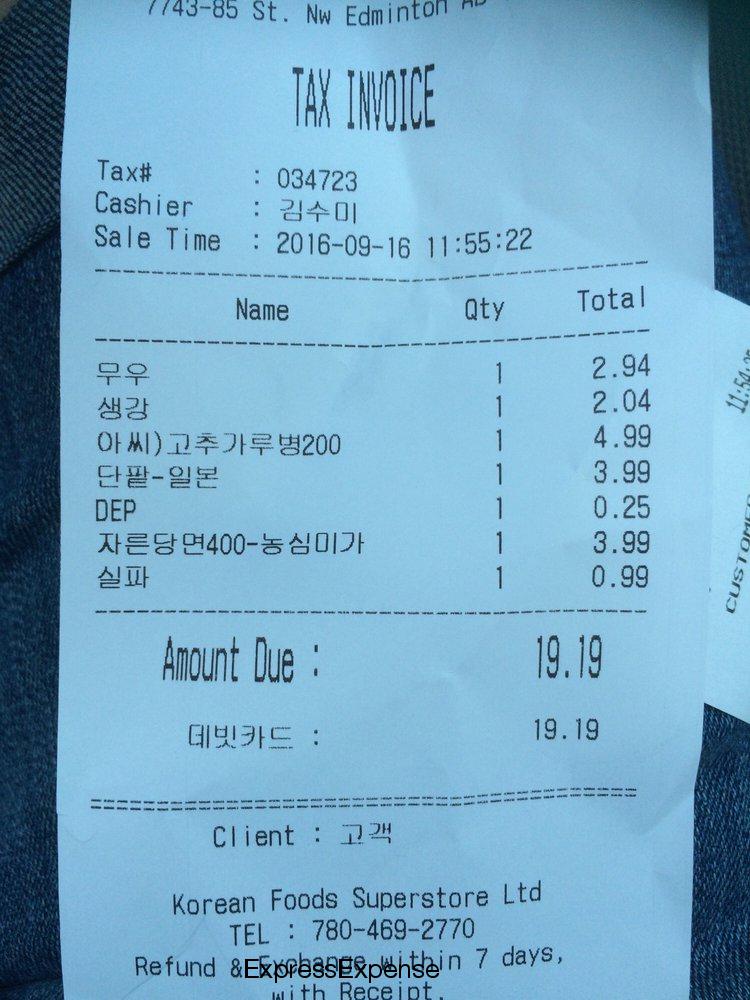 7743-85 St. Nw Edminton AB
TAX INVOICE
Tax# : 034723
Cashier : 김수미
Sale Time : 2016-09-16 11:55:22
Name Qty Total
무우 1 2.94
생강 1 2.04
아씨)고추가루병200 1 4.99
단팥-일본 1 3.99
DEP 1 0.25
자른당면400-농심미가 1 3.99
실파 1 0.99
Amount Due : 19.19
데빗카드 : 19.19
Client : 고객
Korean Foods Superstore Ltd
TEL : 780-469-2770
Refund & Exchange within 7 days,
with Receipt.
ExpressExpense
CUSTOMER